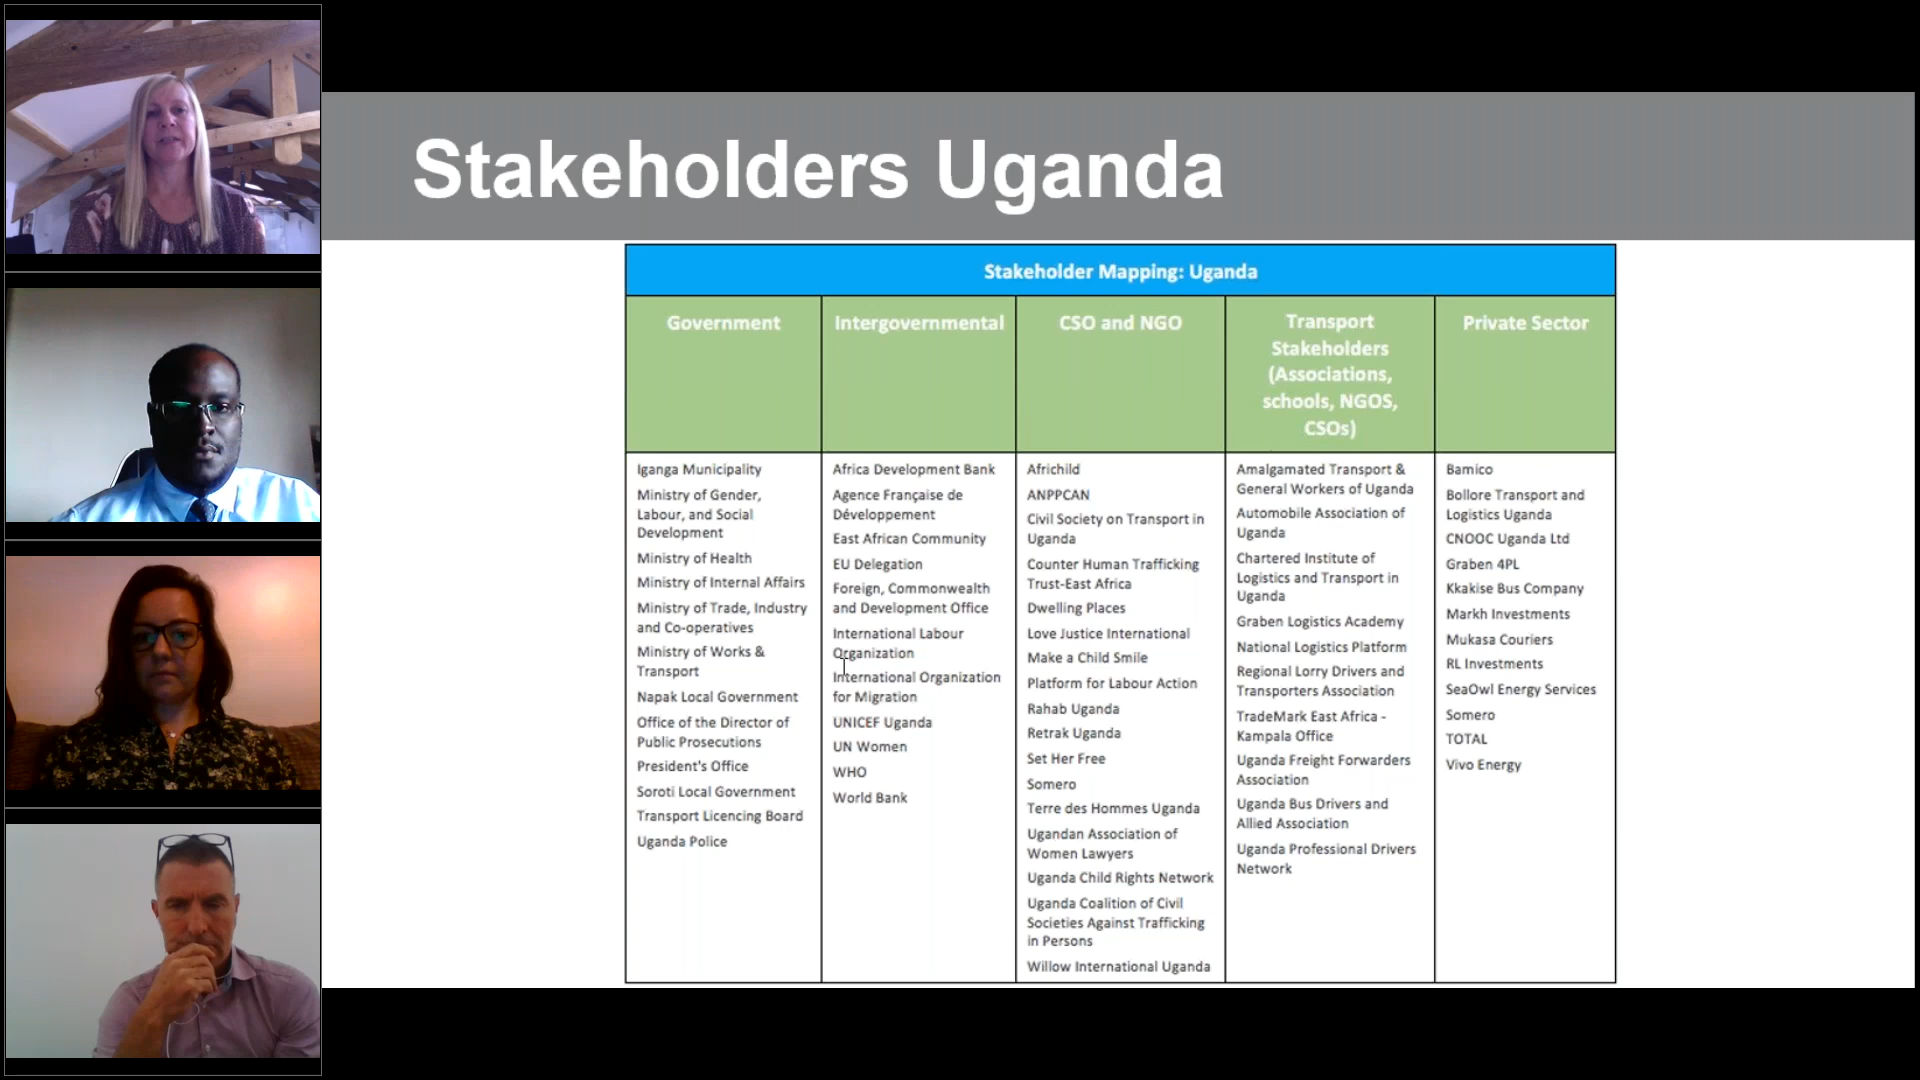 Stakeholders Uganda
Stakeholder Mapping: Uganda
Government
Intergovernmental
CSO and NGO
Transport
Stakeholders
(Associations,
schools, NGOS,
CSOs)
Private Sector
Iganga Municipality
Ministry of Gender,
Labour, and Social
Development
Ministry of Health
Ministry of Internal Affairs
Ministry of Trade, Industry
and Co-operatives
Ministry of Works &
Transport
Napak Local Government
Office of the Director of
Public Prosecutions
President's Office
Soroti Local Government
Transport Licencing Board
Uganda Police
Africa Development Bank
Agence Française de
Développement
East African Community
EU Delegation
Foreign, Commonwealth
and Development Office
International Labour
Organization
International Organization
for Migration
UNICEF Uganda
UN Women
WHO
World Bank
Africhild
ANPPCAN
Civil Society on Transport in
Uganda
Counter Human Trafficking
Trust-East Africa
Dwelling Places
Love Justice International
Make a Child Smile
Platform for Labour Action
Rahab Uganda
Retrak Uganda
Set Her Free
Somero
Terre des Hommes Uganda
Ugandan Association of
Women Lawyers
Uganda Child Rights Network
Uganda Coalition of Civil
Societies Against Trafficking
in Persons
Willow International Uganda
Amalgamated Transport &
General Workers of Uganda
Automobile Association of
Uganda
Chartered Institute of
Logistics and Transport in
Uganda
Graben Logistics Academy
National Logistics Platform
Regional Lorry Drivers and
Transporters Association
TradeMark East Africa -
Kampala Office
Uganda Freight Forwarders
Association
Uganda Bus Drivers and
Allied Association
Uganda Professional Drivers
Network
Bamico
Bollore Transport and
Logistics Uganda
CNOOC Uganda Ltd
Graben 4PL
Kkakise Bus Company
Markh Investments
Mukasa Couriers
RL Investments
SeaOwl Energy Services
Somero
TOTAL
Vivo Energy